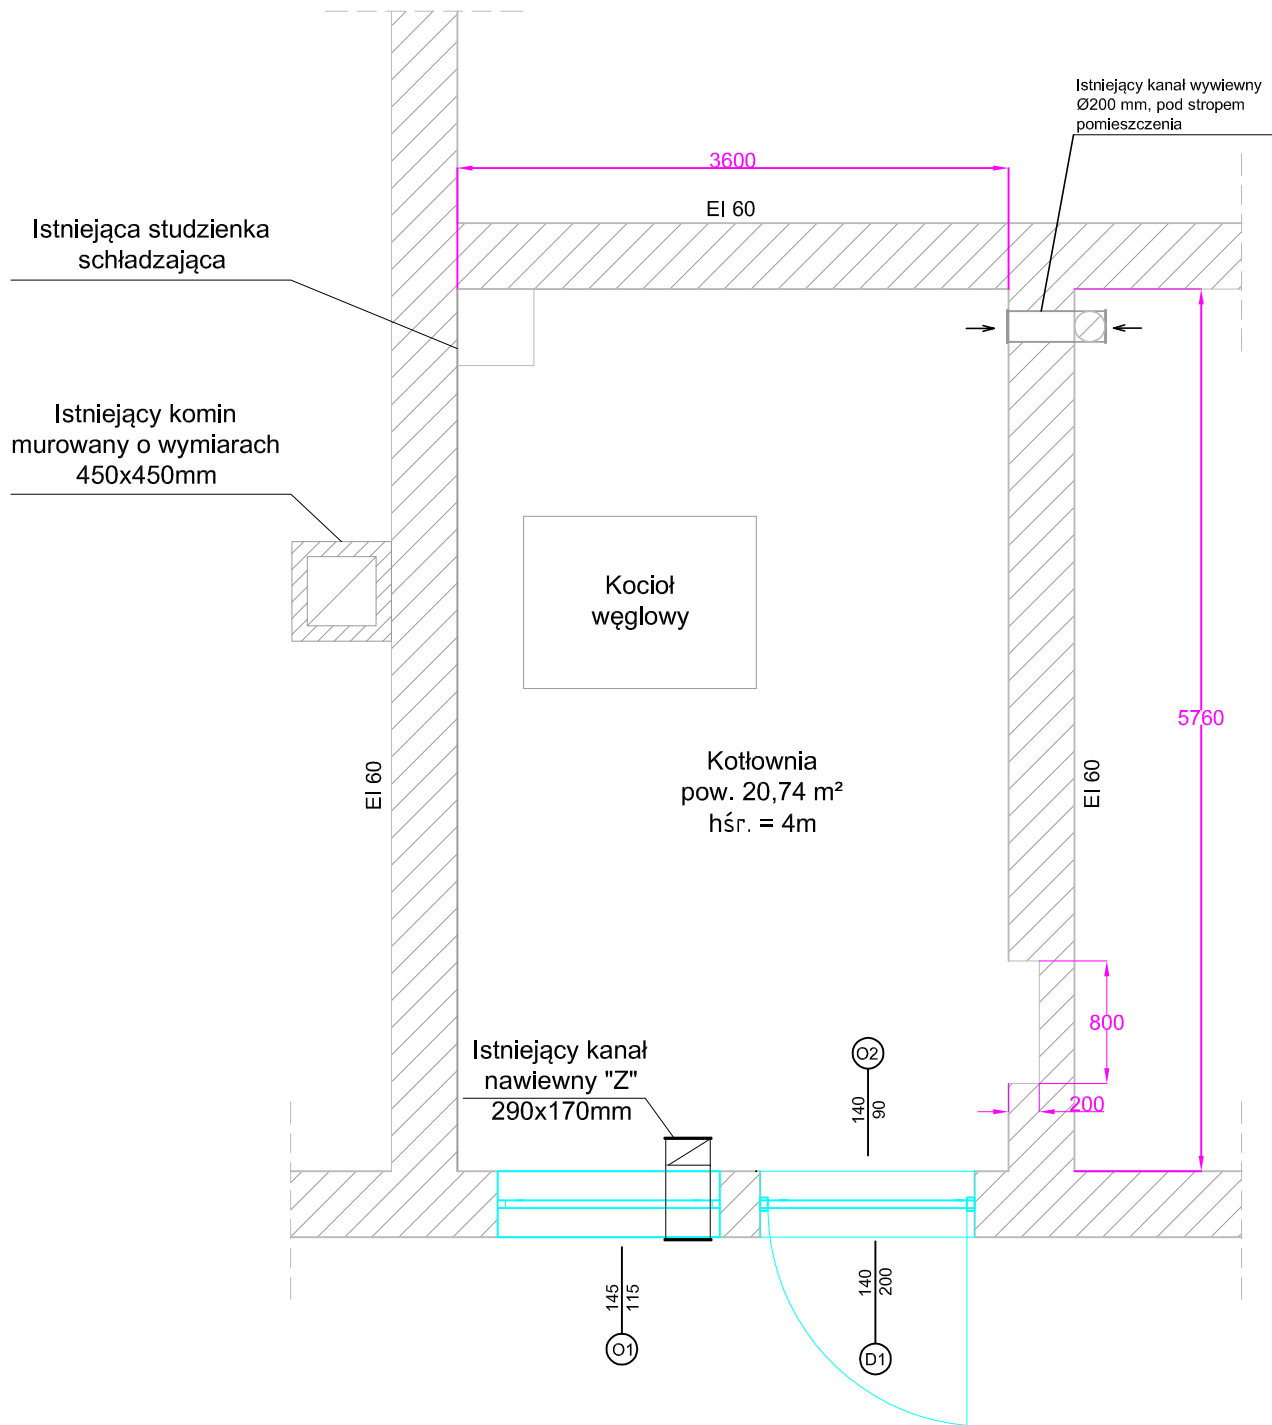 Istniejący kanał wywiewny
Ø200 mm, pod stropem
pomieszczenia
3600
EI 60
Istniejąca studzienka
schładzająca
Istniejący komin
murowany o wymiarach
450x450mm
Kocioł
węglowy
5760
Kotłownia
pow. 20,74 m²
hśr. = 4m
EI 60
EI 60
800
200
Istniejący kanał
nawiewny "Z"
290x170mm
O2
140
90
145
115
O1
140
200
D1